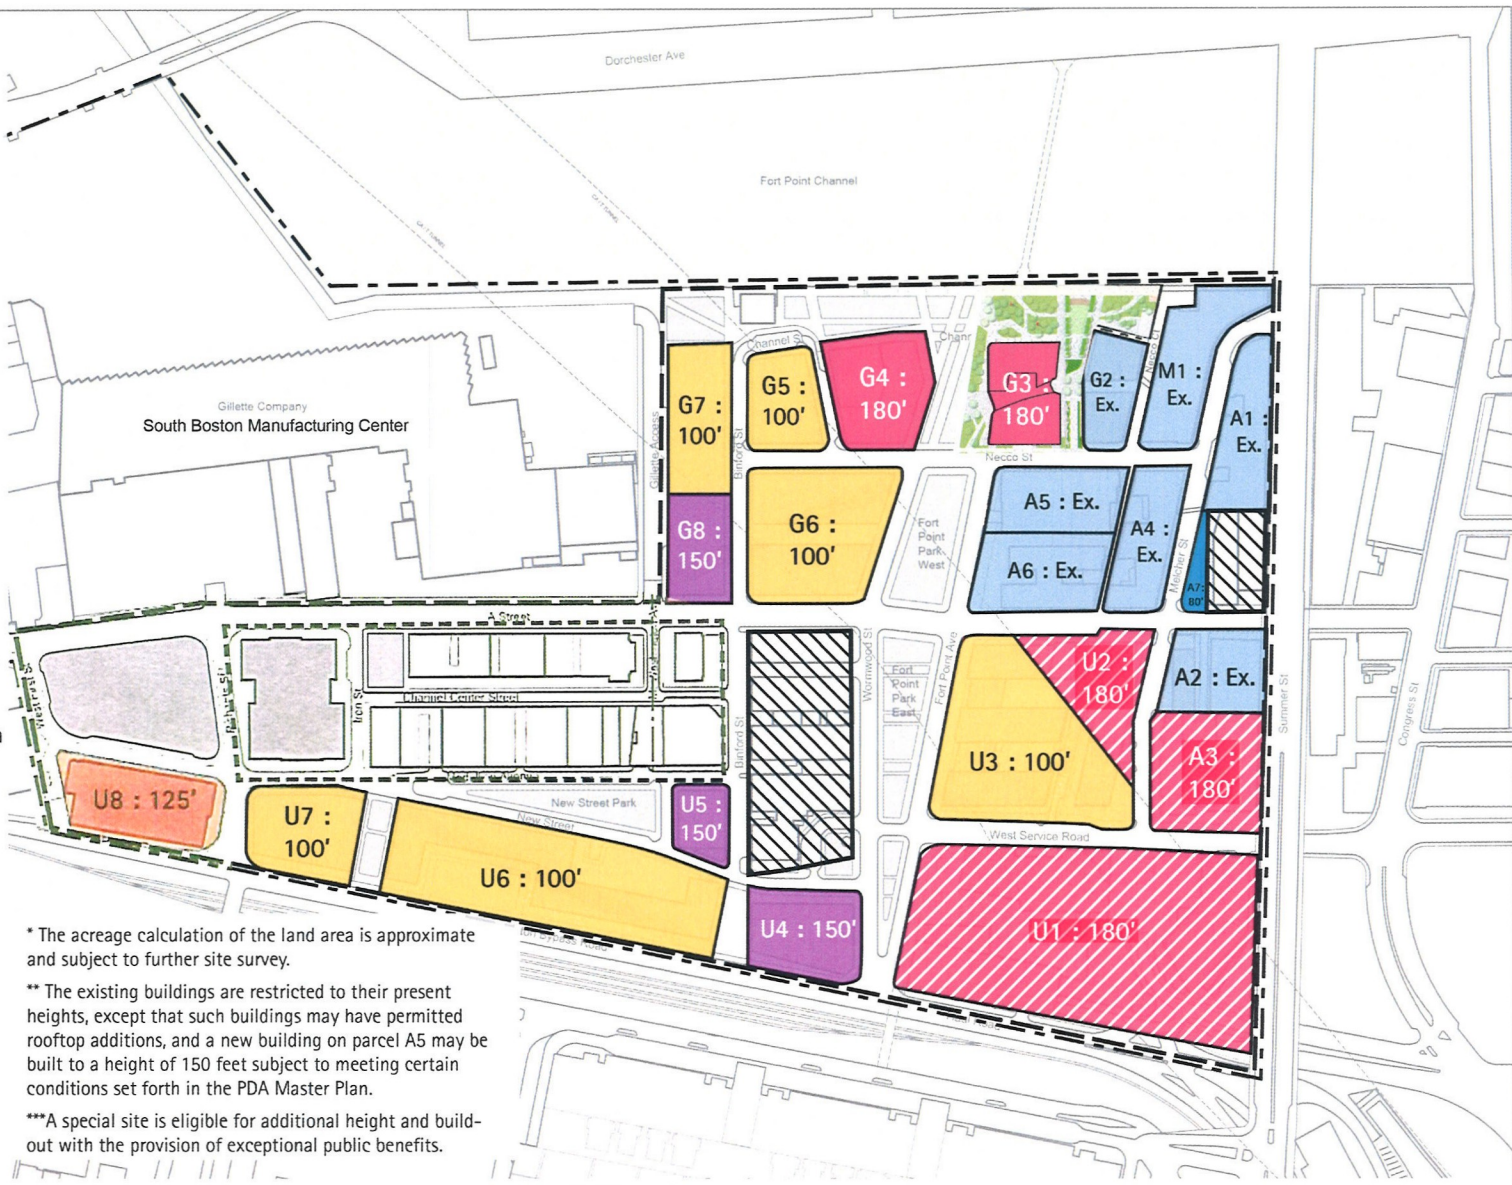 Dorchester Ave
Fort Point Channel
CA/T TUNNEL
CA/T TUNNEL
Gillette Company
South Boston Manufacturing Center
Gillette Access
Binford St
Channel S
Chanr
Necco Ct
G7 :
100'
G5 :
100'
G4 :
180'
G3 :
180'
G2 :
Ex.
M1 :
Ex.
A1 :
Ex.
Necco St
G8 :
150'
G6 :
100'
Fort
Point
Park
West
A5 : Ex.
A6 : Ex.
A4 :
Ex.
Melcher St
A7:
80'
A Street
Iron St
Channel Center Street
Binford St
Wormwood St
Fort
Point
Park
East
Fort Point Ave
U2 :
180'
U3 : 100'
A2 : Ex.
A3 :
180'
Summer St
Congress St
U8 : 125'
U7 :
100'
New Street Park
New Street
U5 :
150'
U6 : 100'
U4 : 150'
West Service Road
U1 : 180'
ton Bypass Road
* The acreage calculation of the land area is approximate
and subject to further site survey.
** The existing buildings are restricted to their present
heights, except that such buildings may have permitted
rooftop additions, and a new building on parcel A5 may be
built to a height of 150 feet subject to meeting certain
conditions set forth in the PDA Master Plan.
***A special site is eligible for additional height and build-
out with the provision of exceptional public benefits.